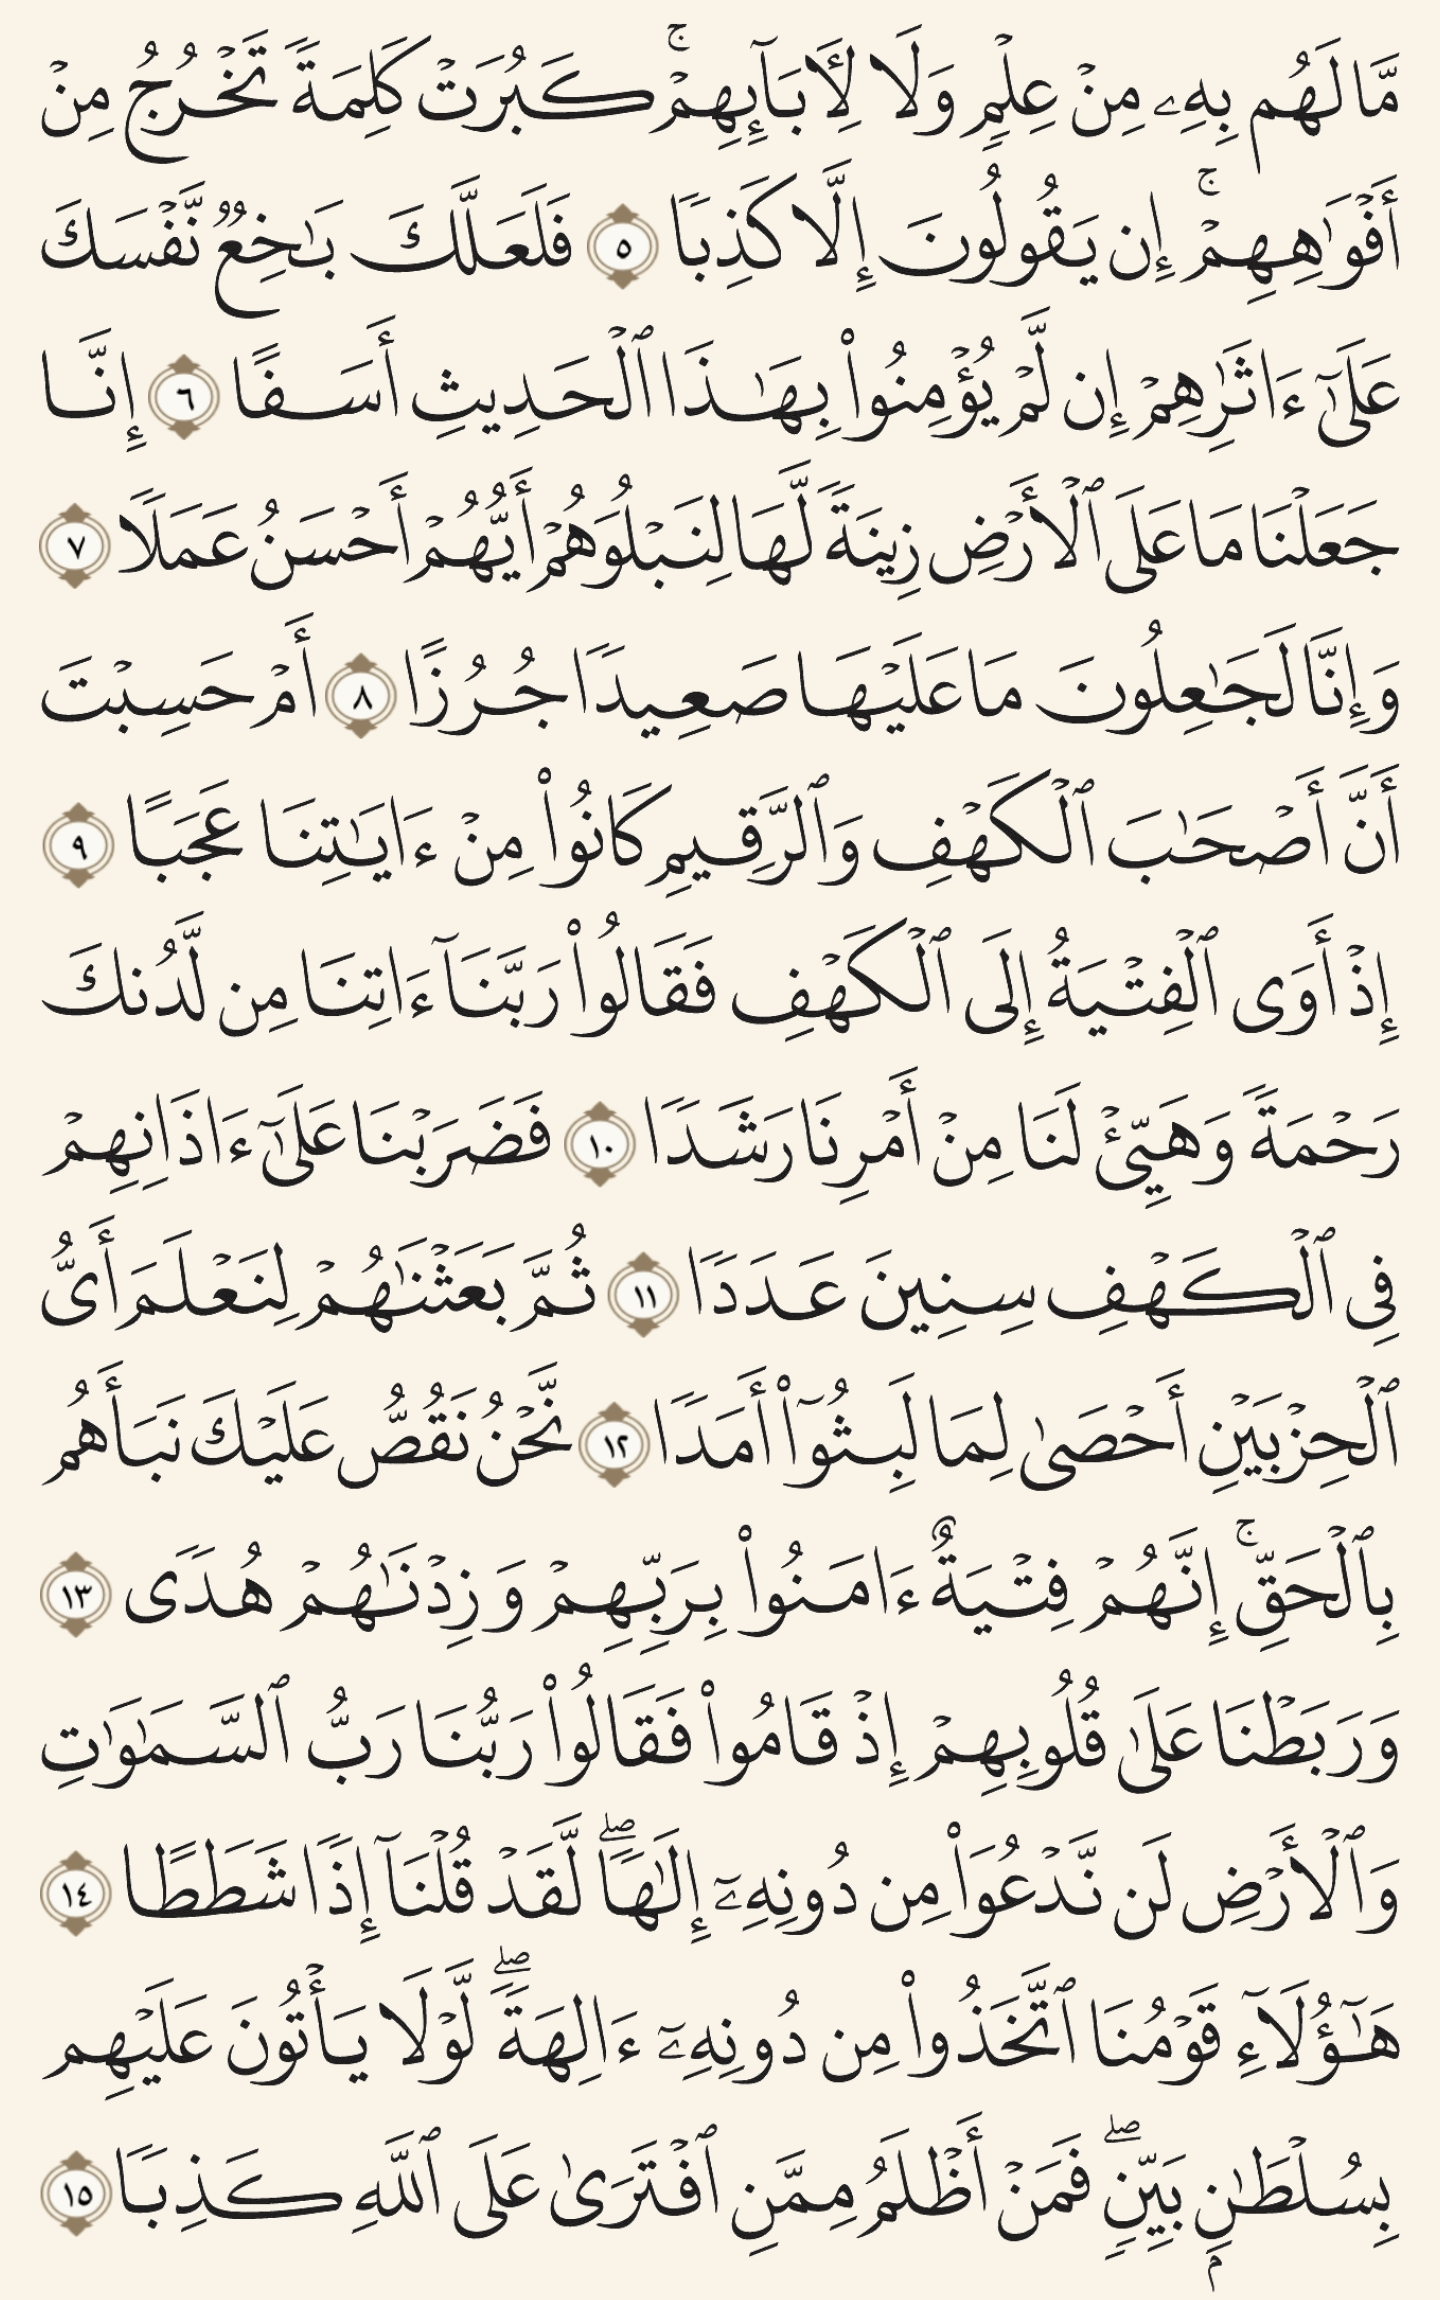 مَّا لَهُم بِهِۦ مِنْ عِلْمٍ وَلَا لِأَبَآئِهِمْ ۚ كَبُرَتْ كَلِمَةً تَخْرُجُ مِنْ
أَفْوَٰهِهِمْ ۚ إِن يَقُولُونَ إِلَّا كَذِبًا ٥ فَلَعَلَّكَ بَـٰخِعٌ نَّفْسَكَ
عَلَىٰٓ ءَاثَـٰرِهِمْ إِن لَّمْ يُؤْمِنُوا۟ بِهَـٰذَا ٱلْحَدِيثِ أَسَفًا ٦ إِنَّا
جَعَلْنَا مَا عَلَى ٱلْأَرْضِ زِينَةً لَّهَا لِنَبْلُوَهُمْ أَيُّهُمْ أَحْسَنُ عَمَلًا ٧
وَإِنَّا لَجَـٰعِلُونَ مَا عَلَيْهَا صَعِيدًا جُرُزًا ٨ أَمْ حَسِبْتَ
أَنَّ أَصْحَـٰبَ ٱلْكَهْفِ وَٱلرَّقِيمِ كَانُوا۟ مِنْ ءَايَـٰتِنَا عَجَبًا ٩
إِذْ أَوَى ٱلْفِتْيَةُ إِلَى ٱلْكَهْفِ فَقَالُوا۟ رَبَّنَآ ءَاتِنَا مِن لَّدُنكَ
رَحْمَةً وَهَيِّئْ لَنَا مِنْ أَمْرِنَا رَشَدًا ١٠ فَضَرَبْنَا عَلَىٰٓ ءَاذَانِهِمْ
فِى ٱلْكَهْفِ سِنِينَ عَدَدًا ١١ ثُمَّ بَعَثْنَـٰهُمْ لِنَعْلَمَ أَىُّ
ٱلْحِزْبَيْنِ أَحْصَىٰ لِمَا لَبِثُوٓا۟ أَمَدًا ١٢ نَّحْنُ نَقُصُّ عَلَيْكَ نَبَأَهُم
بِٱلْحَقِّ ۚ إِنَّهُمْ فِتْيَةٌ ءَامَنُوا۟ بِرَبِّهِمْ وَزِدْنَـٰهُمْ هُدًى ١٣
وَرَبَطْنَا عَلَىٰ قُلُوبِهِمْ إِذْ قَامُوا۟ فَقَالُوا۟ رَبُّنَا رَبُّ ٱلسَّمَـٰوَٰتِ
وَٱلْأَرْضِ لَن نَّدْعُوَا۟ مِن دُونِهِۦٓ إِلَـٰهًا ۖ لَّقَدْ قُلْنَآ إِذًا شَطَطًا ١٤
هَـٰٓؤُلَآءِ قَوْمُنَا ٱتَّخَذُوا۟ مِن دُونِهِۦٓ ءَالِهَةً ۖ لَّوْلَا يَأْتُونَ عَلَيْهِم
بِسُلْطَـٰنٍۭ بَيِّنٍ ۖ فَمَنْ أَظْلَمُ مِمَّنِ ٱفْتَرَىٰ عَلَى ٱللَّهِ كَذِبًا ١٥